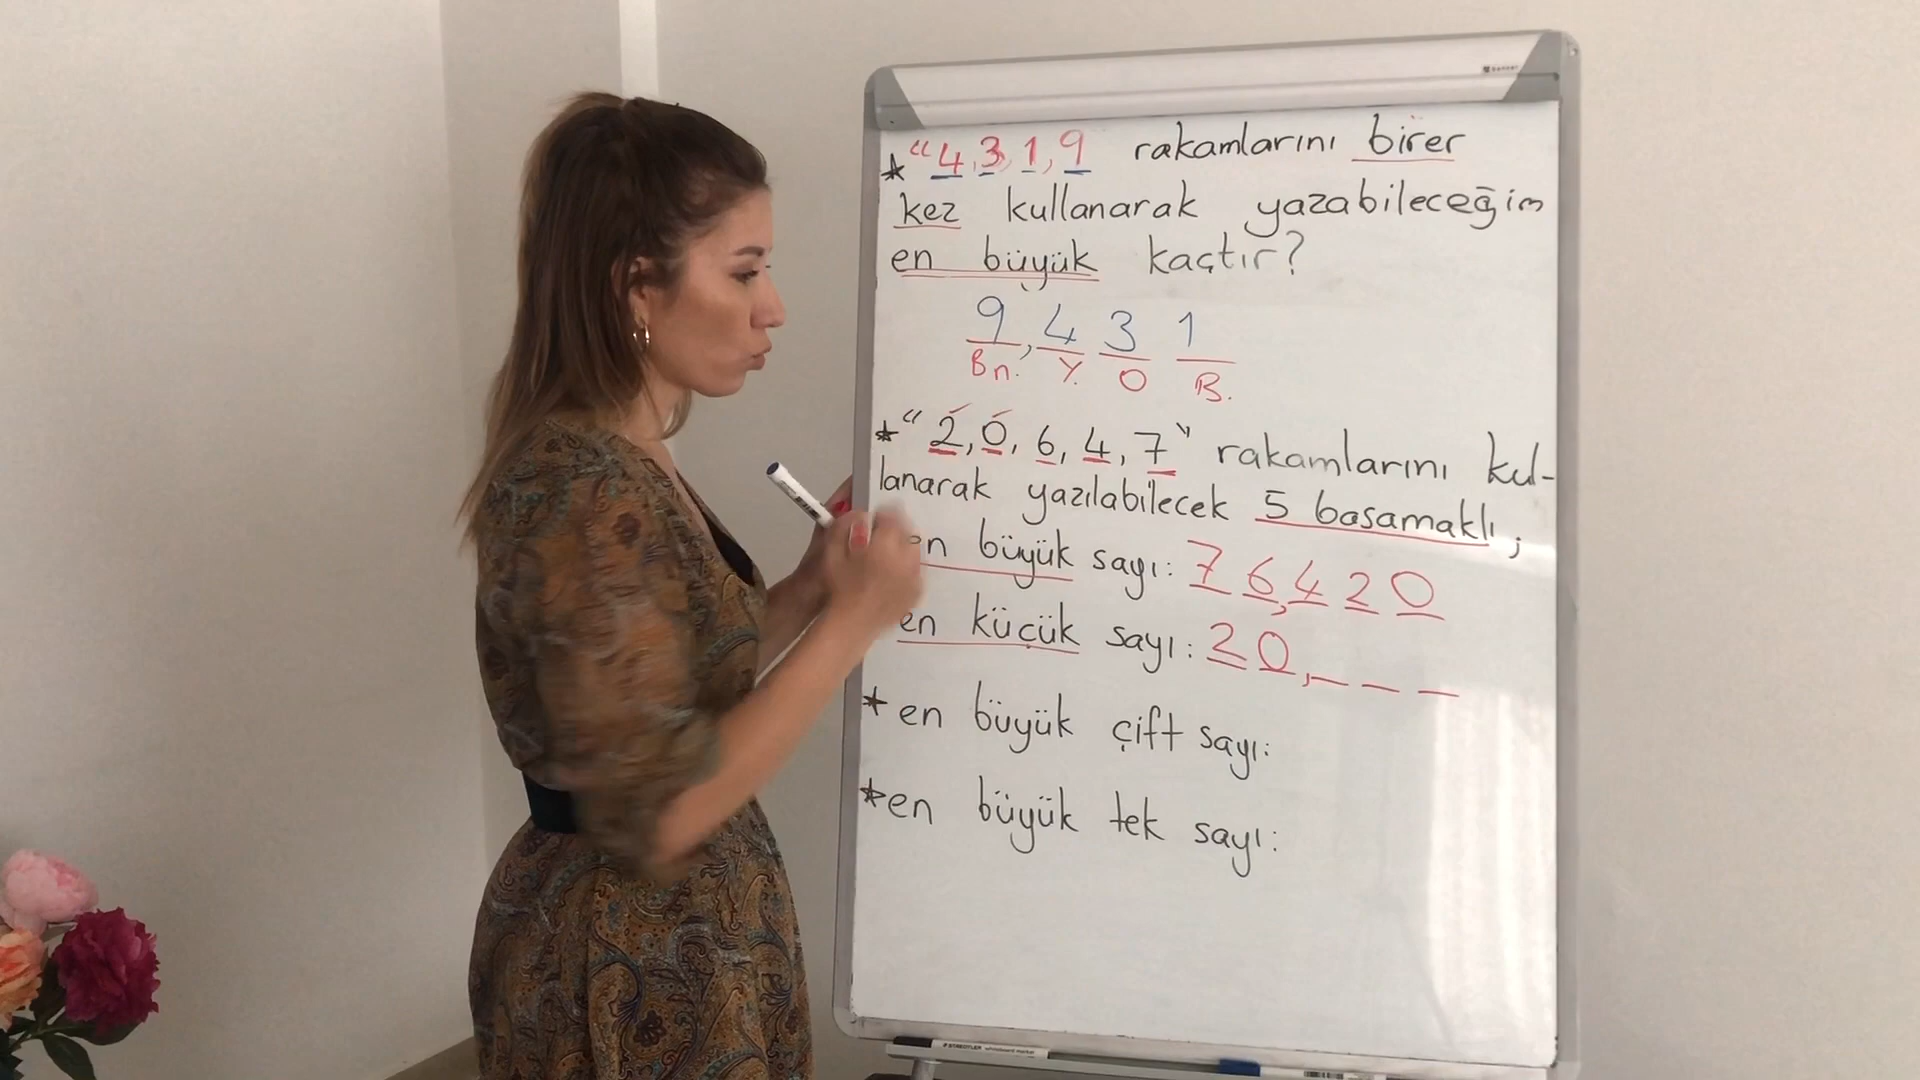 * "4, 3, 1, 9 rakamlarını birer
kez kullanarak yazabileceğim
en büyük kaçtır?
9, 4 3 1
Bn. Y. O B.
* "2, 0, 6, 4, 7" rakamlarını kul-
lanarak yazılabilecek 5 basamaklı;
en büyük sayı: 76,420
en küçük sayı: 20, _ _ _
* en büyük çift sayı:
* en büyük tek sayı:
STAEDTLER